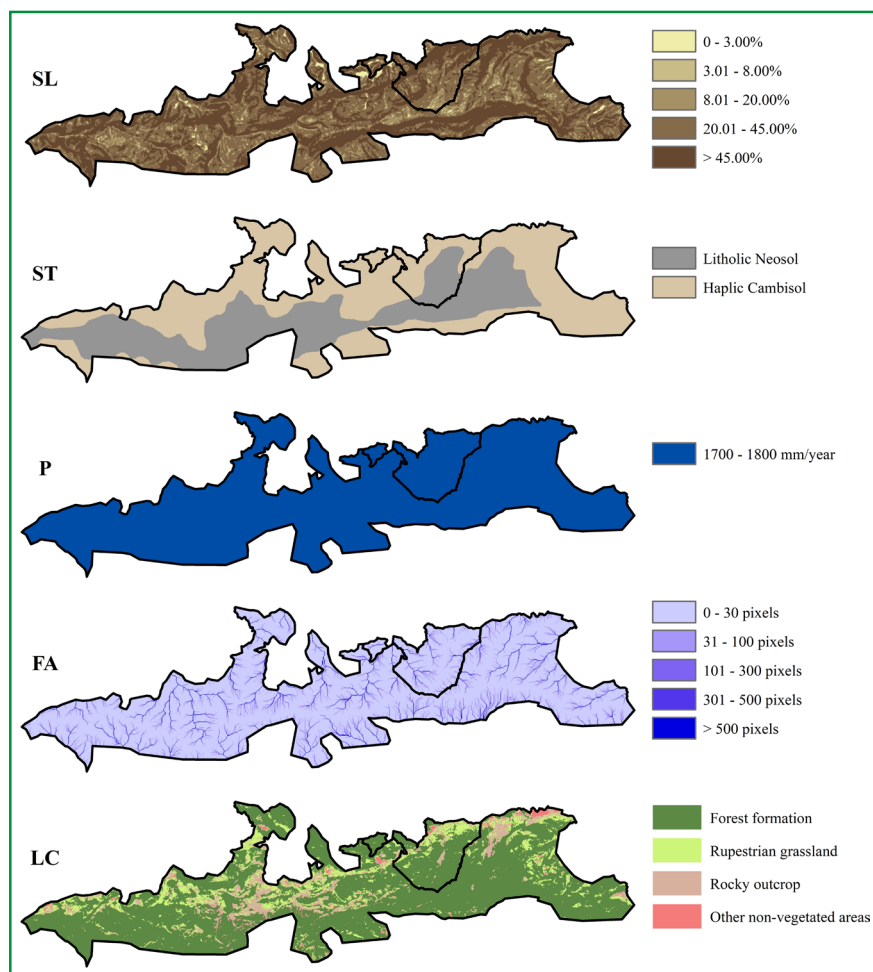 SL
0 - 3.00%
3.01 - 8.00%
8.01 - 20.00%
20.01 - 45.00%
> 45.00%
ST
Litholic Neosol
Haplic Cambisol
P
1700 - 1800 mm/year
FA
0 - 30 pixels
31 - 100 pixels
101 - 300 pixels
301 - 500 pixels
> 500 pixels
LC
Forest formation
Rupestrian grassland
Rocky outcrop
Other non-vegetated areas